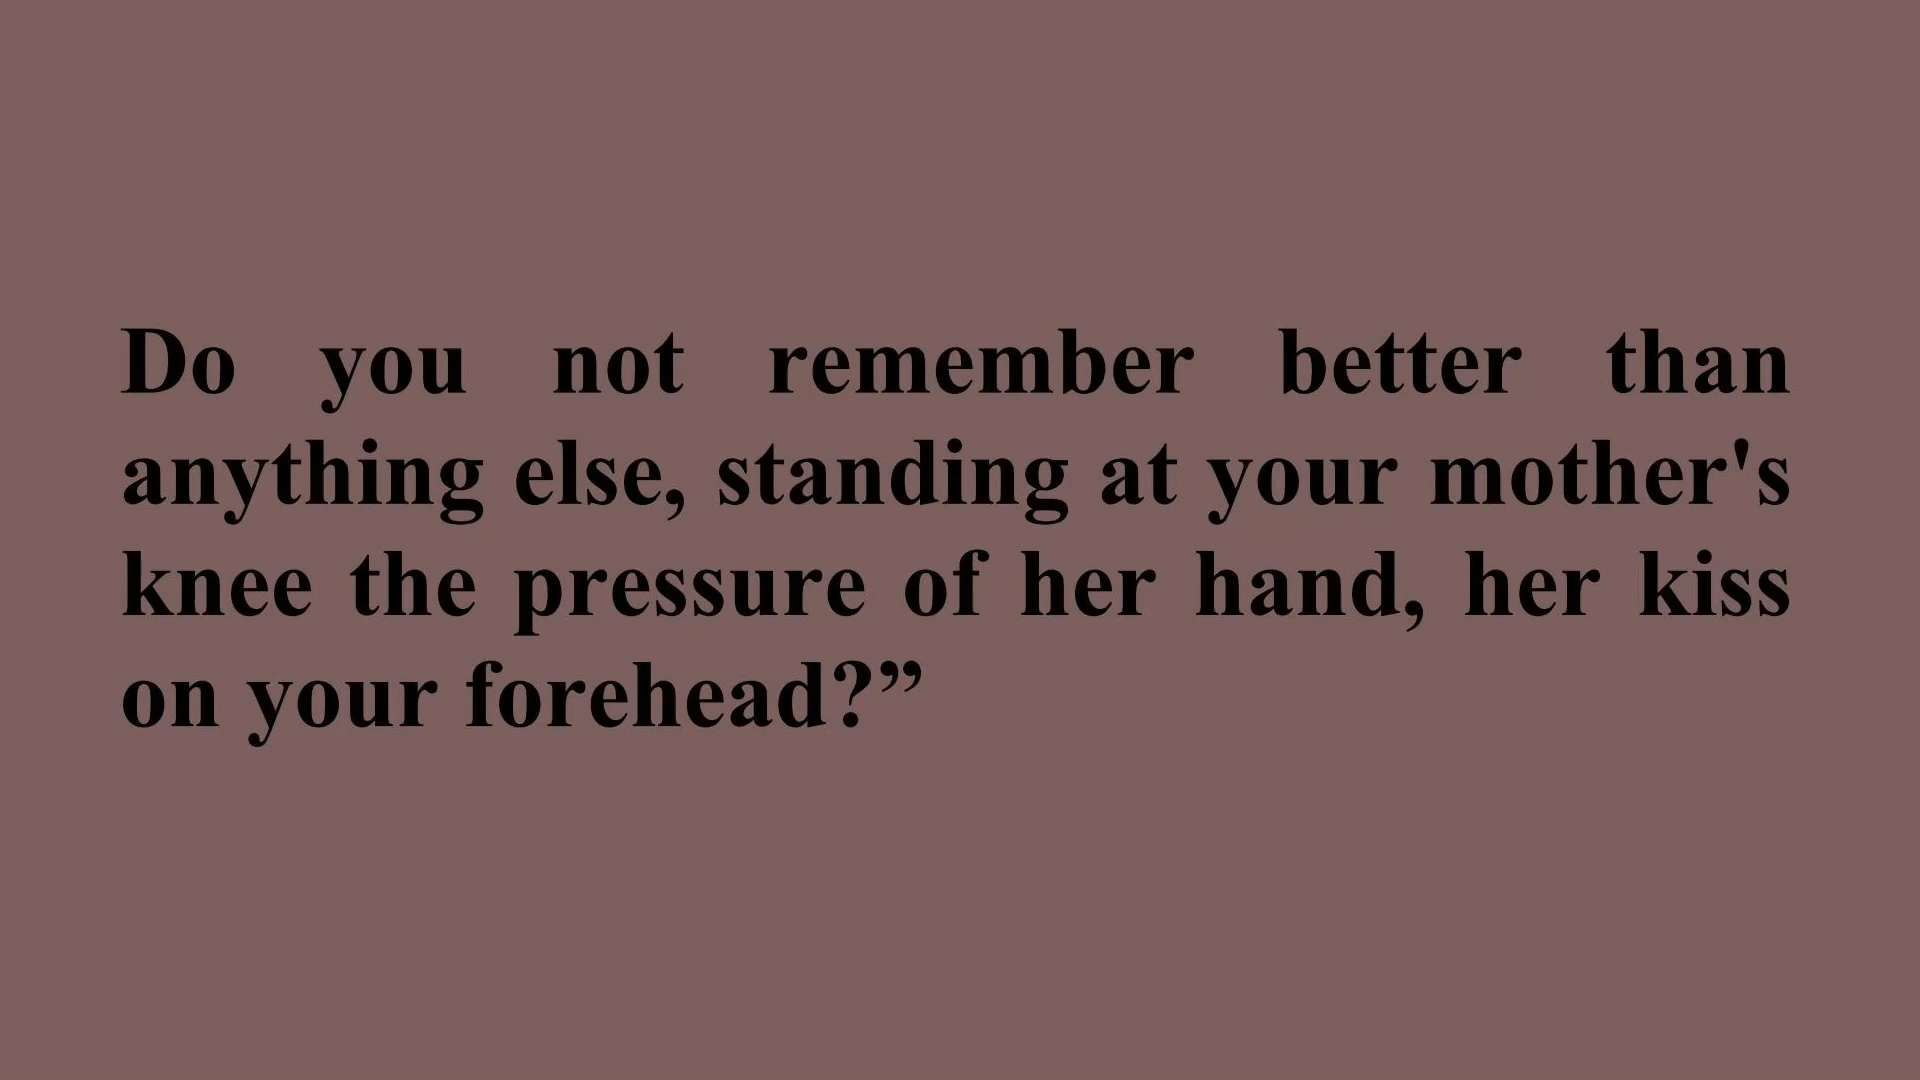 Do you not remember better than
anything else, standing at your mother's
knee the pressure of her hand, her kiss
on your forehead?”